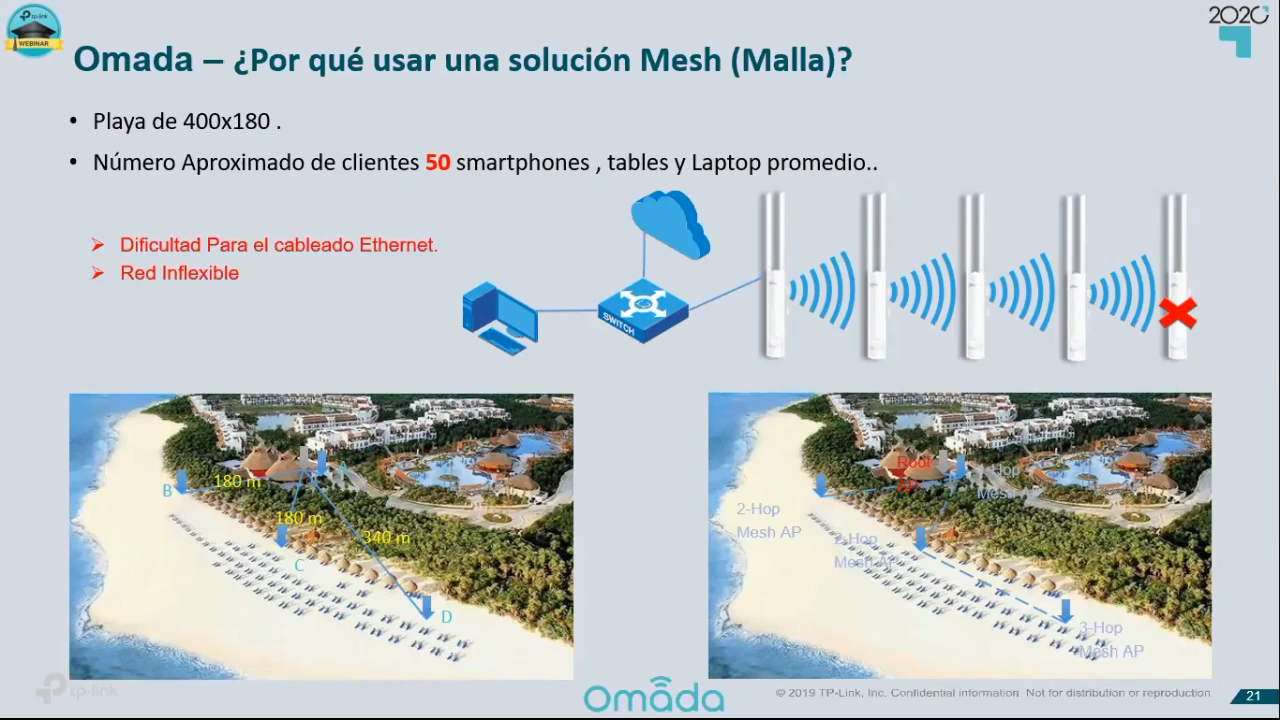 tp-link
WEBINAR
2020
Omada – ¿Por qué usar una solución Mesh (Malla)?
• Playa de 400x180 .
• Número Aproximado de clientes 50 smartphones , tables y Laptop promedio..
Dificultad Para el cableado Ethernet.
Red Inflexible
SWITCH
A
B
180 m
180 m
340 m
C
D
Root
AP
1-Hop
Mesh AP
2-Hop
Mesh AP
2-Hop
Mesh AP
3-Hop
Mesh AP
tp-link
Omada
© 2019 TP-Link, Inc. Confidential information Not for distribution or reproduction.
21